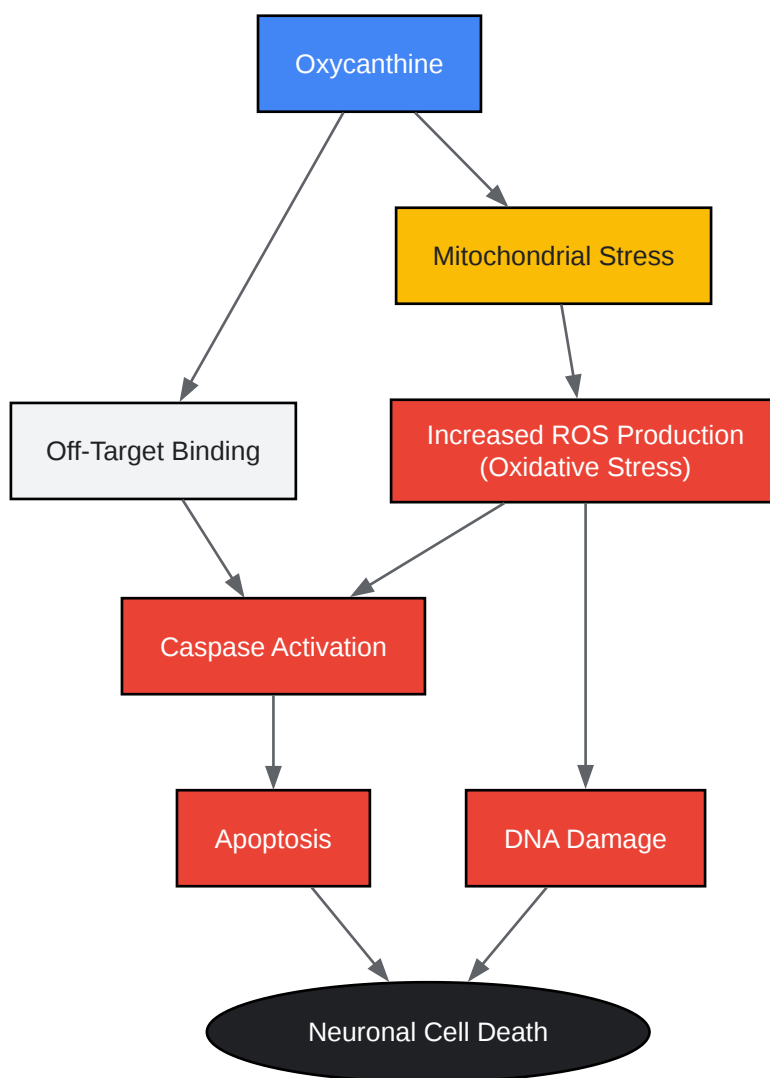 Oxycanthine
Mitochondrial Stress
Off-Target Binding
Increased ROS Production
(Oxidative Stress)
Caspase Activation
Apoptosis
DNA Damage
Neuronal Cell Death